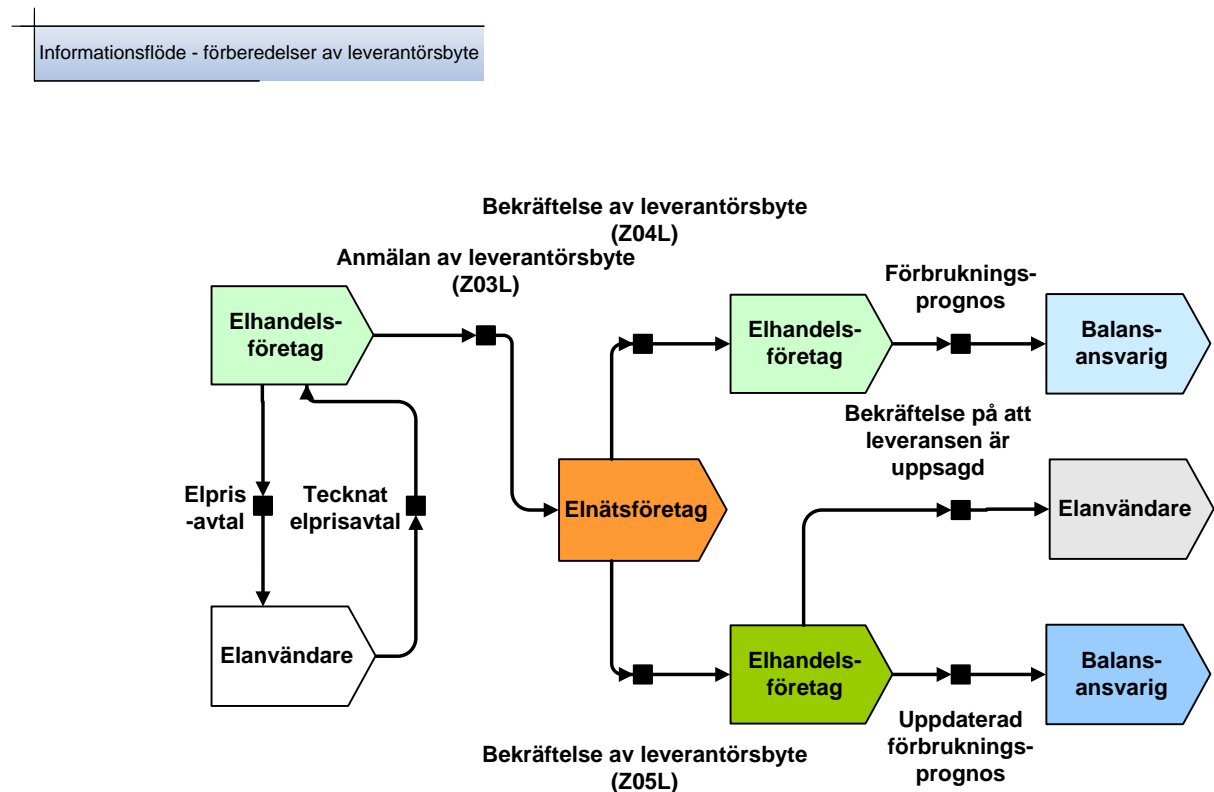 Informationsflöde - förberedelser av leverantörsbyte
Bekräftelse av leverantörsbyte
(Z04L)
Anmälan av leverantörsbyte
(Z03L)
Förbruknings-
prognos
Elhandels-
företag
Elhandels-
företag
Balans-
ansvarig
Bekräftelse på att
leveransen är
uppsagd
Elpris
-avtal
Tecknat
elprisavtal
Elnätsföretag
Elanvändare
Elanvändare
Elhandels-
företag
Balans-
ansvarig
Uppdaterad
förbruknings-
prognos
Bekräftelse av leverantörsbyte
(Z05L)